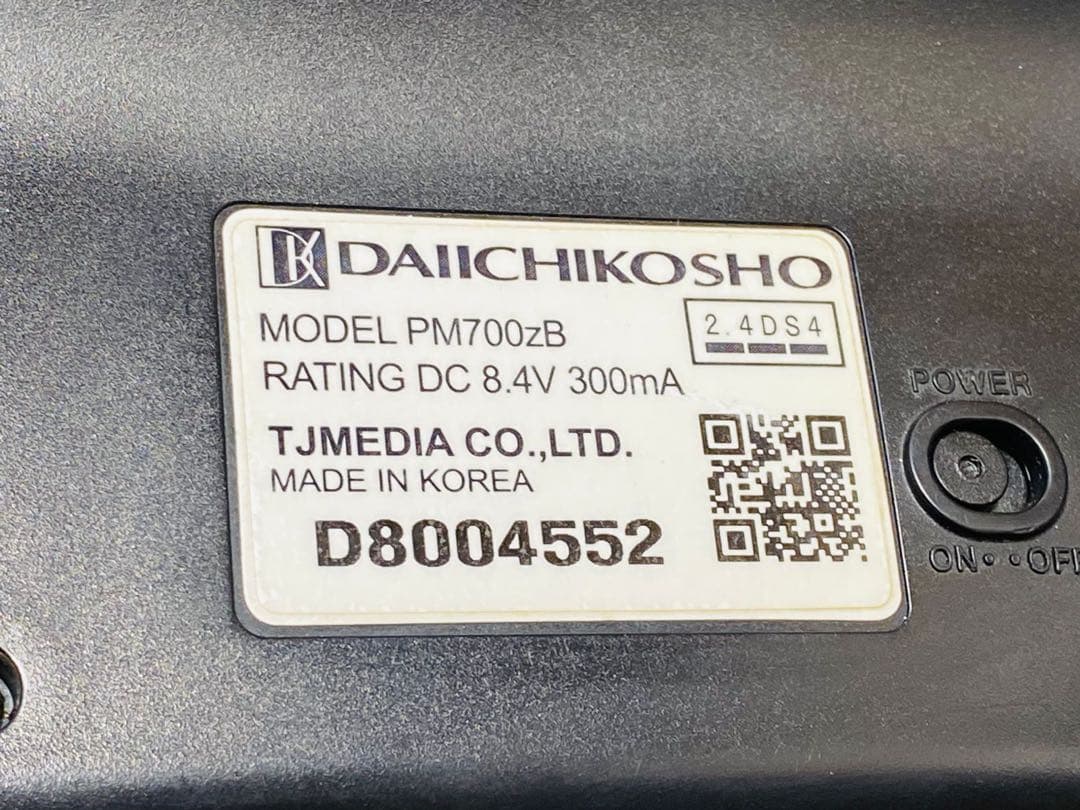 DK DAIICHIKOSHO
MODEL PM700zB
2.4DS4
RATING DC 8.4V 300mA
TJMEDIA CO.,LTD.
MADE IN KOREA
D8004552
POWER
ON・・OFF